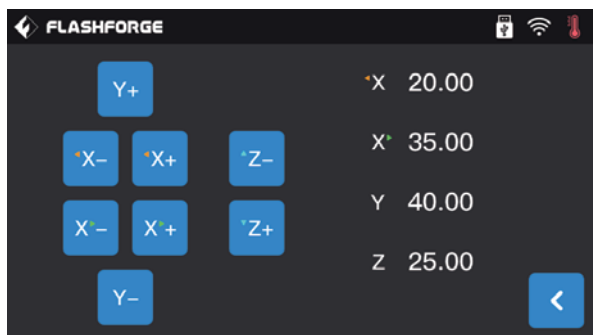 FLASHFORGE
Y+
X- X+ Z-
X- X+ Z+
Y-
X 20.00
X 35.00
Y 40.00
Z 25.00